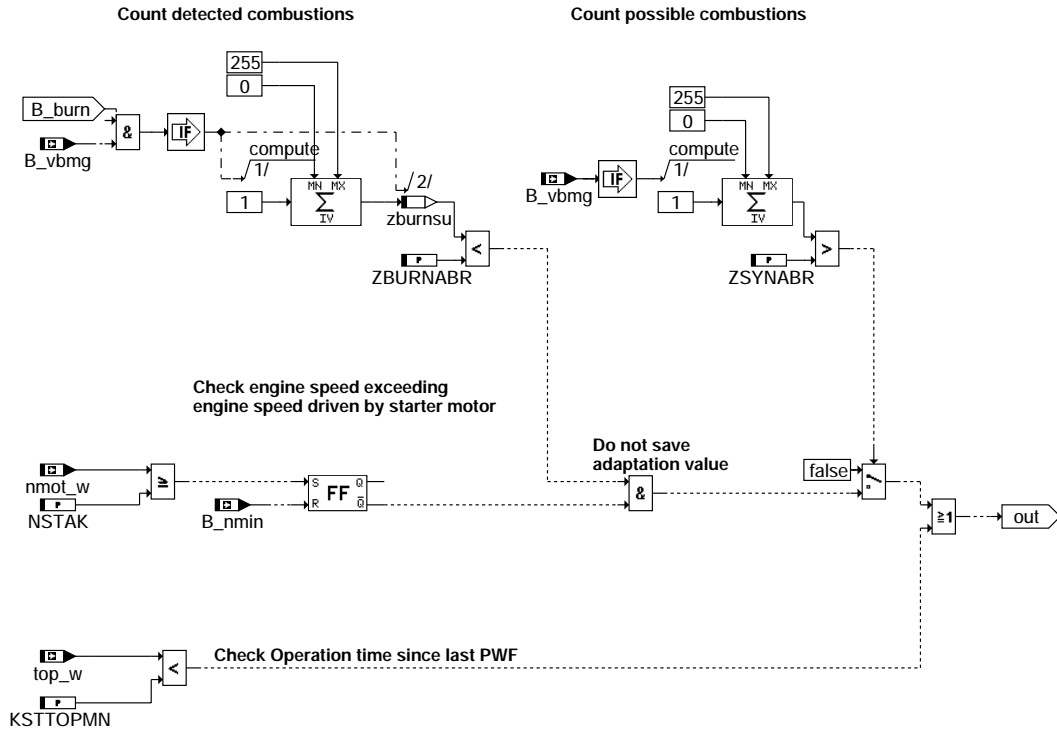 Count detected combustions
Count possible combustions
255
0
B_burn
&
IF
B_vbmg
compute
1/
2/
MN MX
1
Σ
IV
zburnsu
<
ZBURNABR
255
0
compute
1/
B_vbmg
IF
MN MX
1
Σ
IV
>
ZSYNABR
P
P
Check engine speed exceeding
engine speed driven by starter motor
Do not save
adaptation value
nmot_w
≥
P
NSTAK
B_nmin
S Q
FF
R Q̅
&
false
≧1
out
Check Operation time since last PWF
top_w
<
P
KSTTOPMN